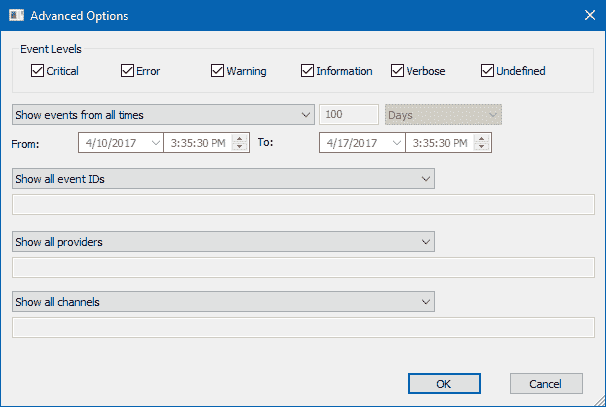 Advanced Options
Event Levels
Critical Error Warning Information Verbose Undefined
Show events from all times 100 Days
From: 4/10/2017 3:35:30 PM To: 4/17/2017 3:35:30 PM
Show all event IDs
Show all providers
Show all channels
OK Cancel